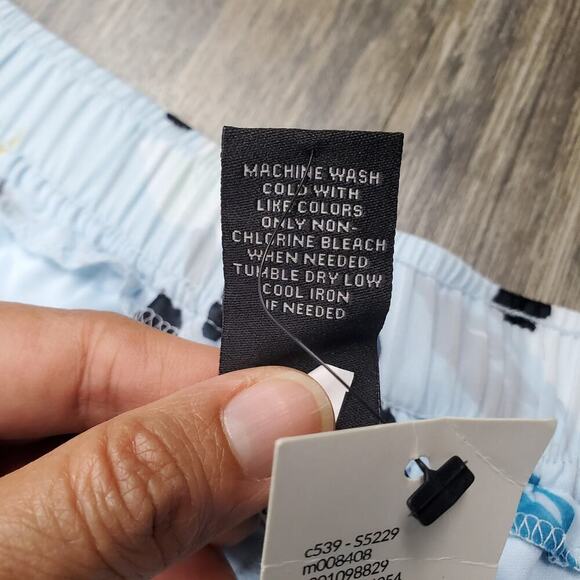 MACHINE WASH
COLD WITH
LIKE COLORS
ONLY NON-
CHLORINE BLEACH
WHEN NEEDED
TUMBLE DRY LOW
COOL IRON
IF NEEDED
c539 - S5229
m008408